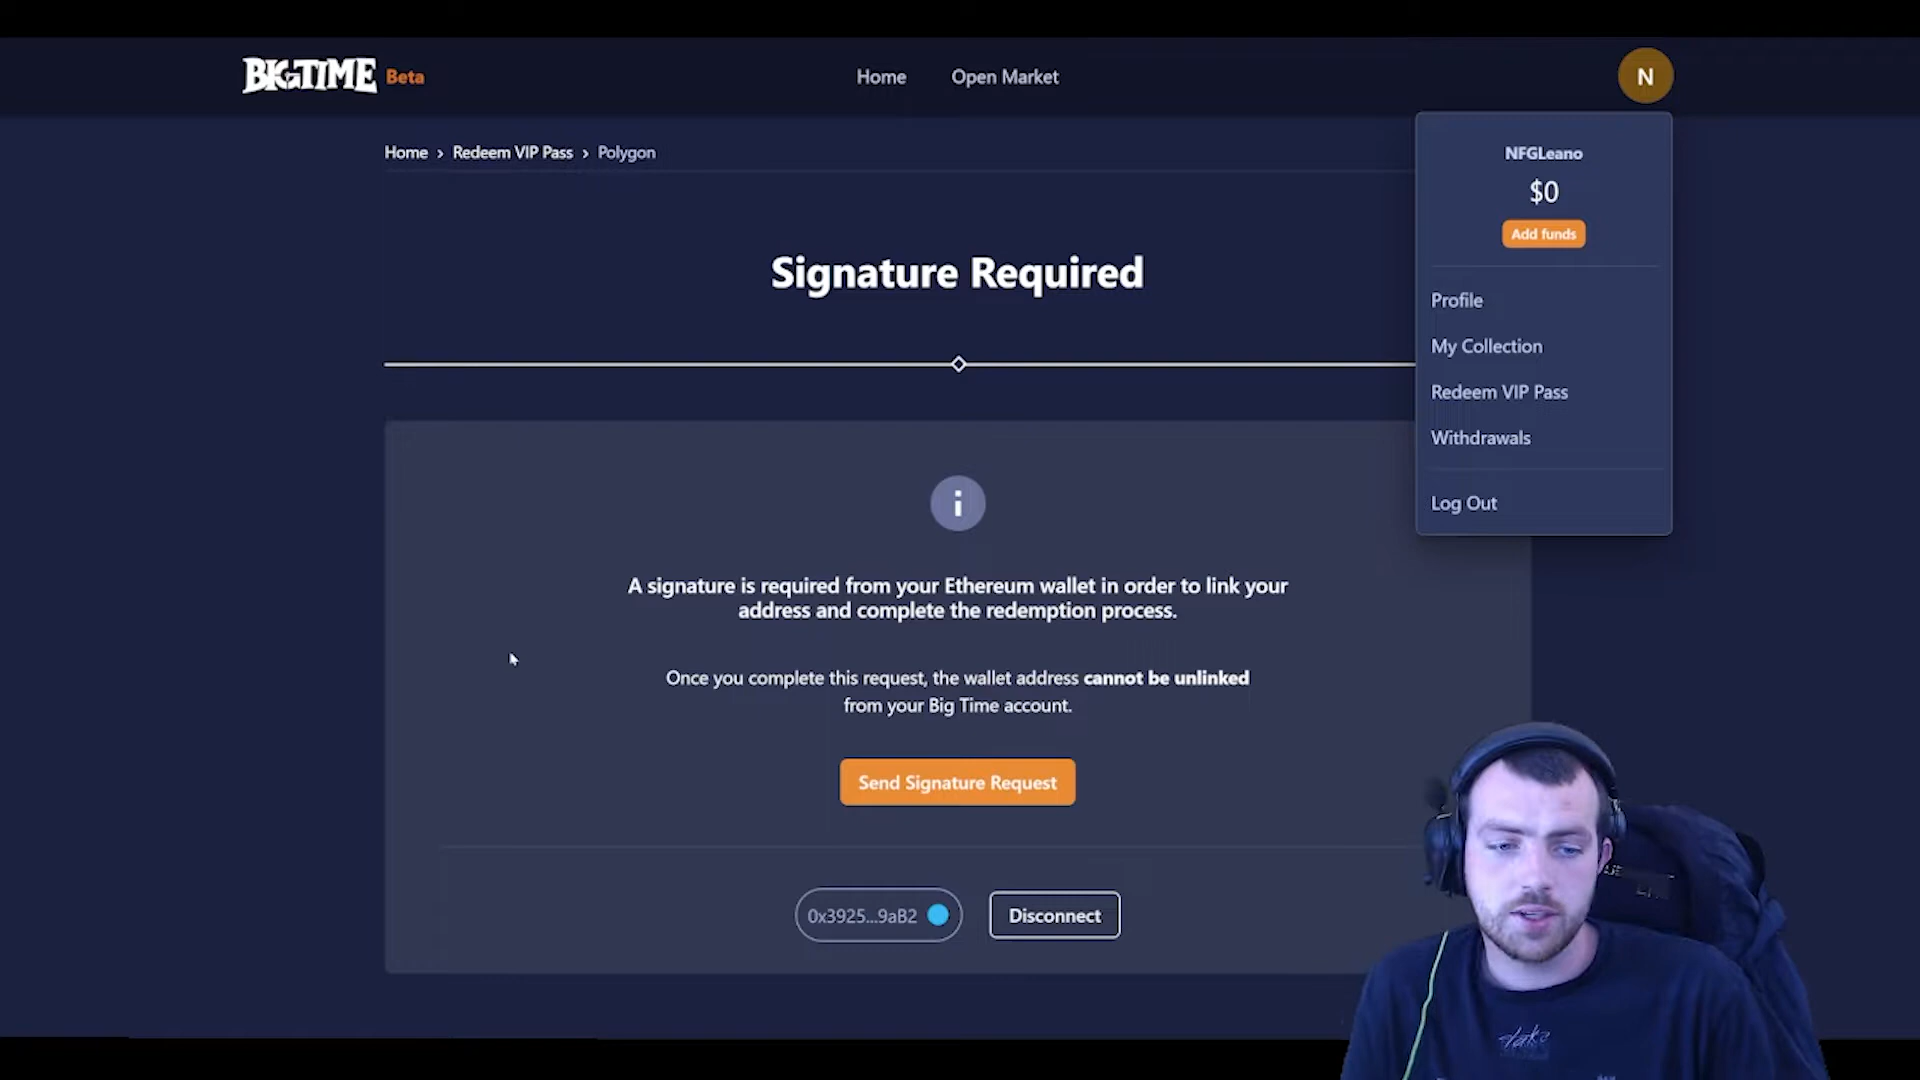 BIGTIME Beta
Home
Open Market
N
Home › Redeem VIP Pass › Polygon
NFGLeano
$0
Add funds
Profile
My Collection
Redeem VIP Pass
Withdrawals
Log Out
Signature Required
i
A signature is required from your Ethereum wallet in order to link your
address and complete the redemption process.
Once you complete this request, the wallet address cannot be unlinked
from your Big Time account.
Send Signature Request
0x3925...9aB2
Disconnect